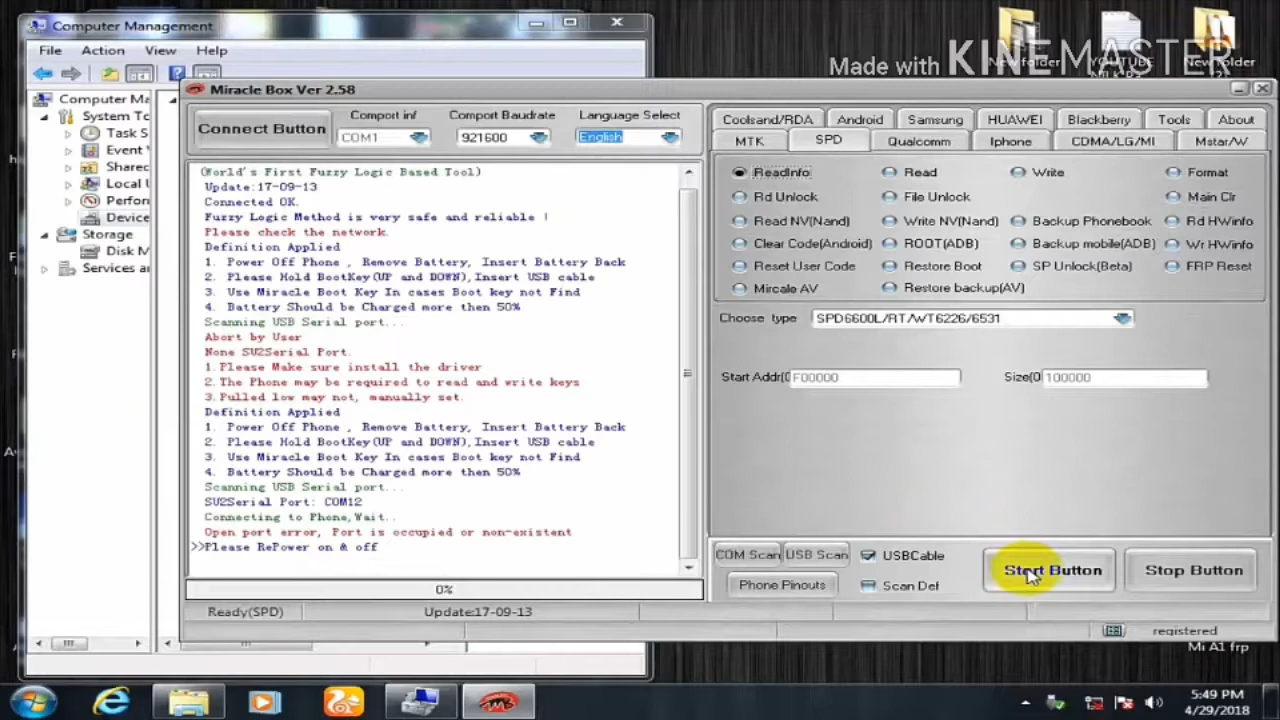 Computer Management
File Action View Help
Made with KINEMASTER
New folder
YOUTUBE
New folder
Computer Ma
System To
Task S
Event
Shared
Local
Perfor
Device
Storage
Disk M
Services ar
Miracle Box Ver 2.58
Connect Button
Comport inf
COM1
Comport Baudrate
921600
Language Select
English
(World's First Fuzzy Logic Based Tool)
Update:17-09-13
Connected OK.
Fuzzy Logic Method is very safe and reliable !
Please check the network.
Definition Applied
1. Power Off Phone , Remove Battery, Insert Battery Back
2. Please Hold BootKey(UP and DOWN),Insert USB cable
3. Use Miracle Boot Key In cases Boot key not Find
4. Battery Should be Charged more then 50%
Scanning USB Serial port...
Abort by User
None SU2Serial Port.
1.Please Make sure install the driver
2.The Phone may be required to read and write keys
3.Pulled low may not, manually set.
Definition Applied
1. Power Off Phone , Remove Battery, Insert Battery Back
2. Please Hold BootKey(UP and DOWN),Insert USB cable
3. Use Miracle Boot Key In cases Boot key not Find
4. Battery Should be Charged more then 50%
Scanning USB Serial port...
SU2Serial Port: COM12
Connecting to Phone,Wait..
Open port error, Port is occupied or non-existent
>>Please RePower on & off
0%
Ready(SPD) Update:17-09-13
Coolsand/RDA Android Samsung HUAWEI Blackberry Tools About
MTK SPD Qualcomm Iphone CDMA/LG/MI Mstar/W
ReadInfo Read Write Format
Rd Unlock File Unlock Main Clr
Read NV(Nand) Write NV(Nand) Backup Phonebook Rd HWinfo
Clear Code(Android) ROOT(ADB) Backup mobile(ADB) Wr HWinfo
Reset User Code Restore Boot SP Unlock(Beta) FRP Reset
Mircale AV Restore backup(AV)
Choose type SPD6600L/RT/WT6226/6531
Start Addr(0 F00000 Size(0 100000
COM Scan USB Scan USBCable
Phone Pinouts Scan Def
Start Button Stop Button
registered
Mi A1 frp
5:49 PM
4/29/2018